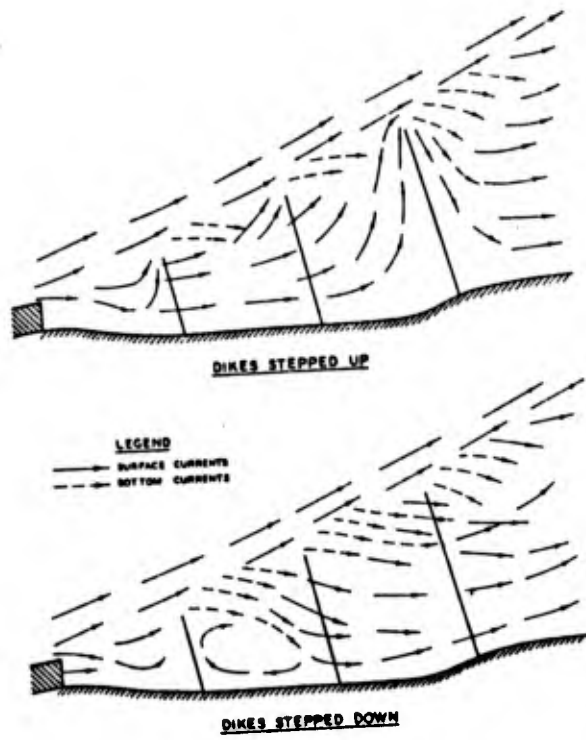 DIKES STEPPED UP
LEGEND
SURFACE CURRENTS
BOTTOM CURRENTS
DIKES STEPPED DOWN